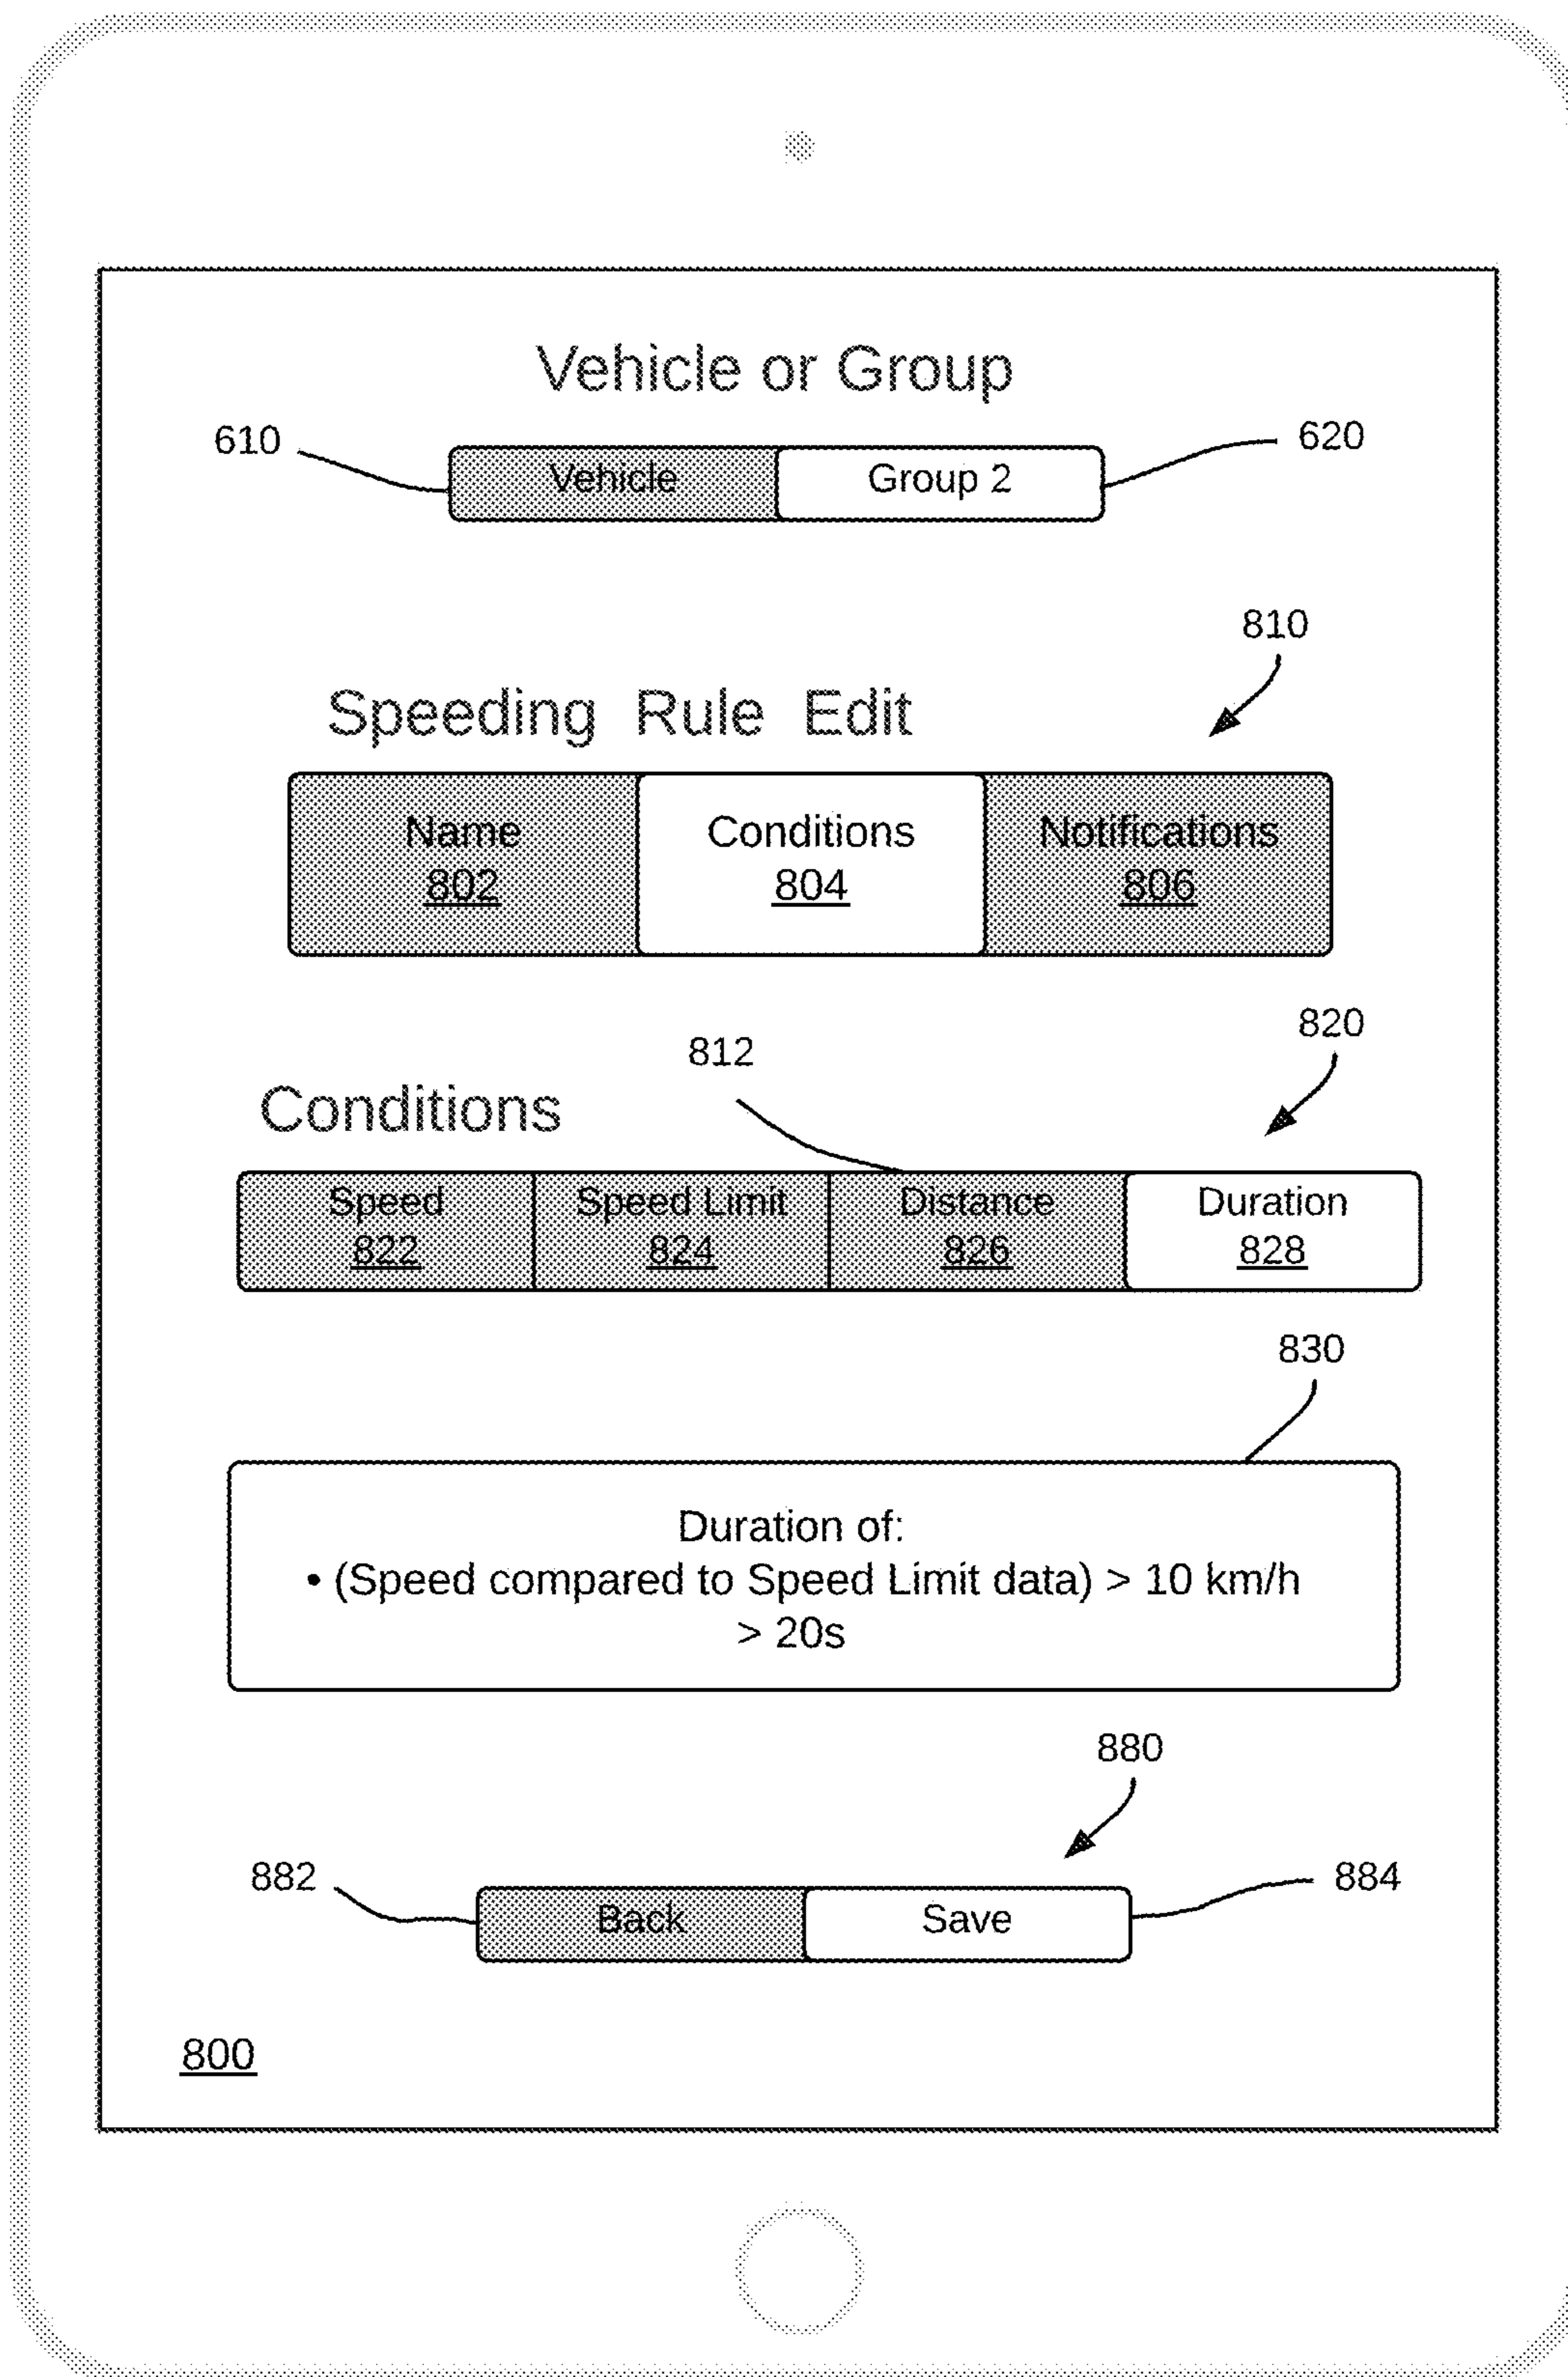 Vehicle or Group
610
Vehicle
Group 2
620
810
Speeding Rule Edit
Name
802
Conditions
804
Notifications
806
820
812
Conditions
Speed
822
Speed Limit
824
Distance
826
Duration
828
830
Duration of:
• (Speed compared to Speed Limit data) > 10 km/h
> 20s
880
882
Back
Save
884
800